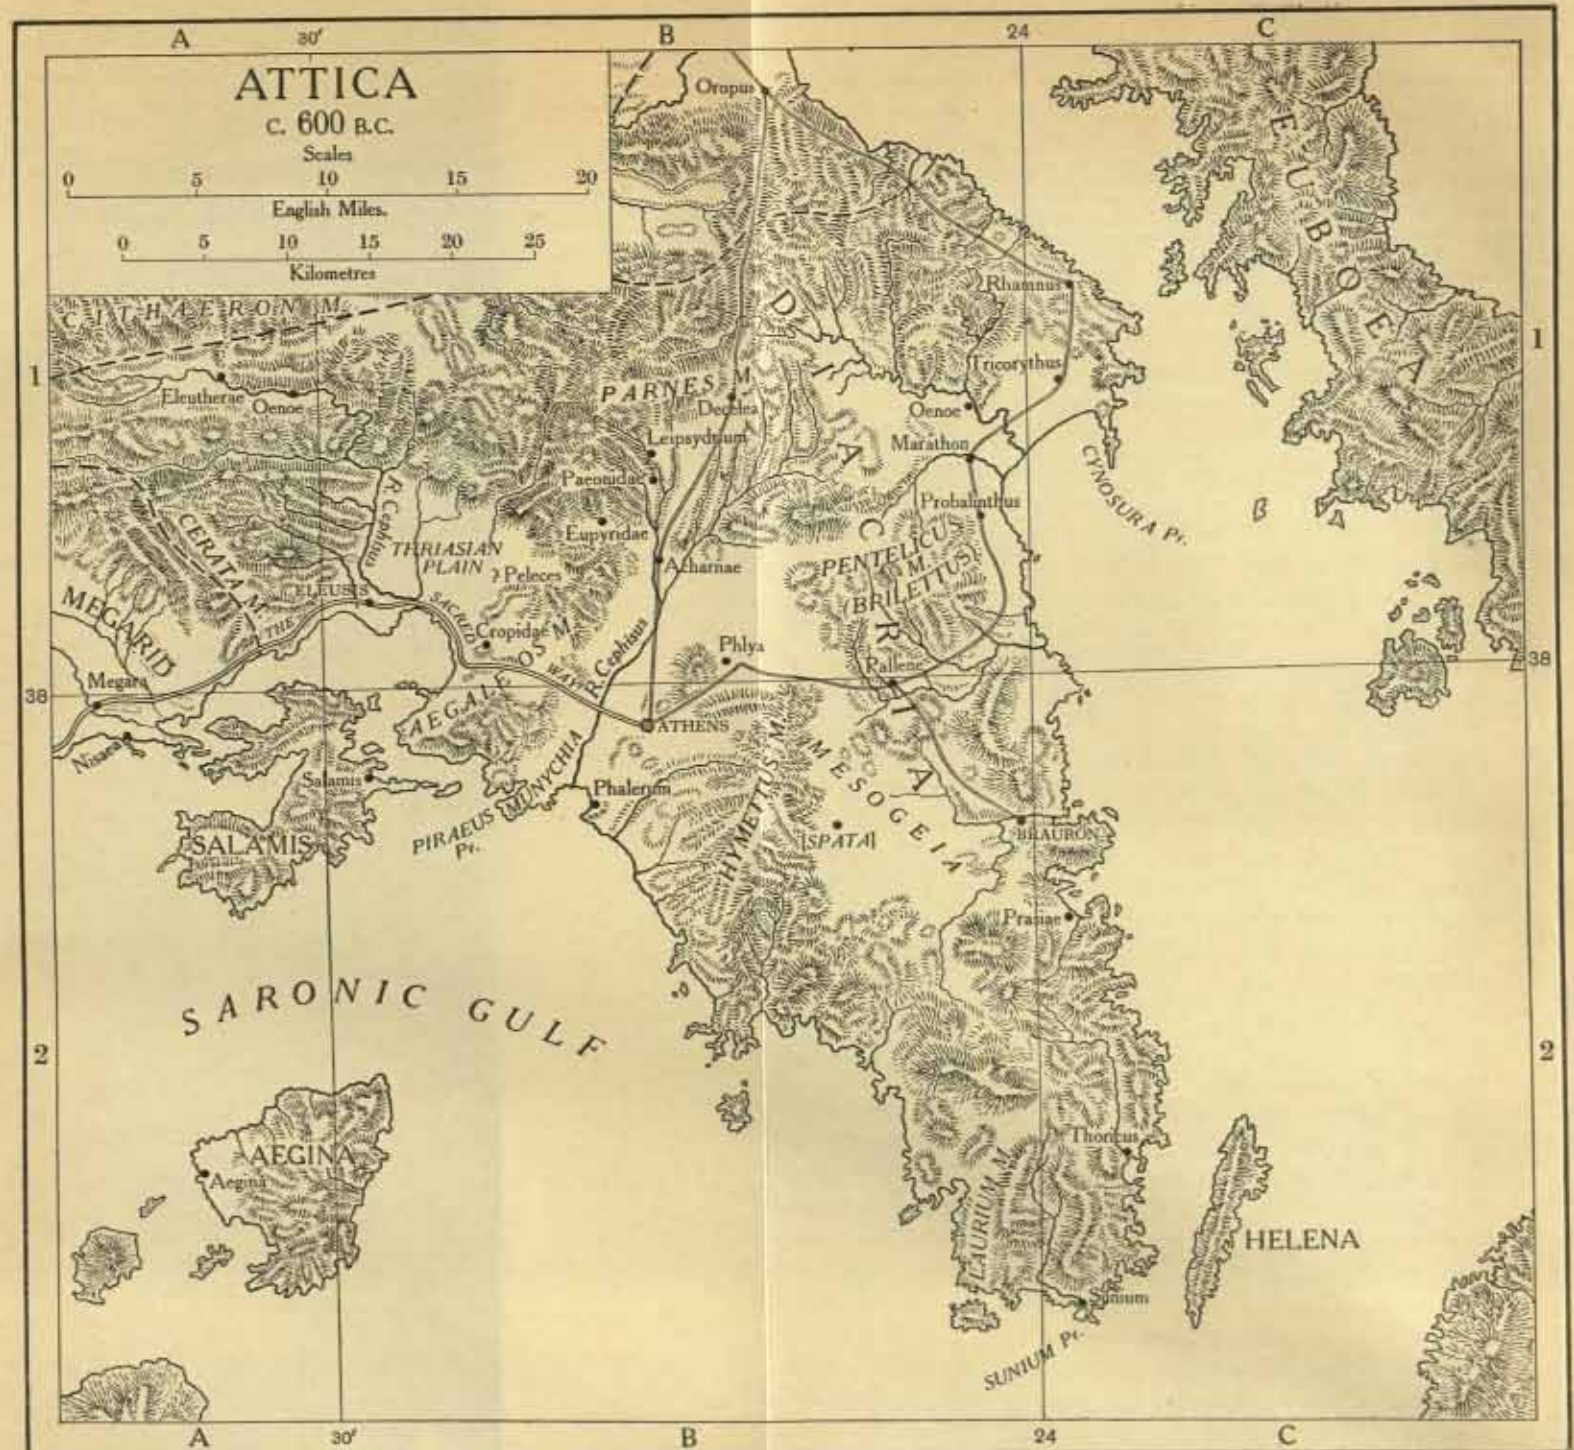 A
30′
B
24
C
ATTICA
C. 600 B.C.
Scales
0 5 10 15 20
English Miles.
0 5 10 15 20 25
Kilometres
Oropus
EUBOEA
CITHAERON M.
DIACRIA
Rhamnus
1
1
Tricorythus
PARNES M.
Eleutherae
Oenoe
Decelea
Oenoe
Leipsydrium
Marathon
CYNOSURA Pr.
Paeonidae
R. Cephisus
Probalinthus
CERATA M.
Eupyridae
THRIASIAN
PLAIN
PENTELICUS
M.
(BRILETTUS)
Acharnae
? Peleces
ELEUSIS
MEGARID
THE SACRED WAY
Cropidae
AEGALEOS M.
R. Cephisus
Phlya
Pallene
38
38
Megara
ATHENS
Nisaea
HYMETTUS M.
MESOGEIA
Salamis
Phalerum
PIRAEUS
Pr.
MUNYCHIA
SALAMIS
[SPATA]
BRAURON
Prasiae
SARONIC GULF
2
2
Thoricus
AEGINA
Aegina
LAURIUM M.
HELENA
Sunium
SUNIUM Pr.
A
30′
B
24
C